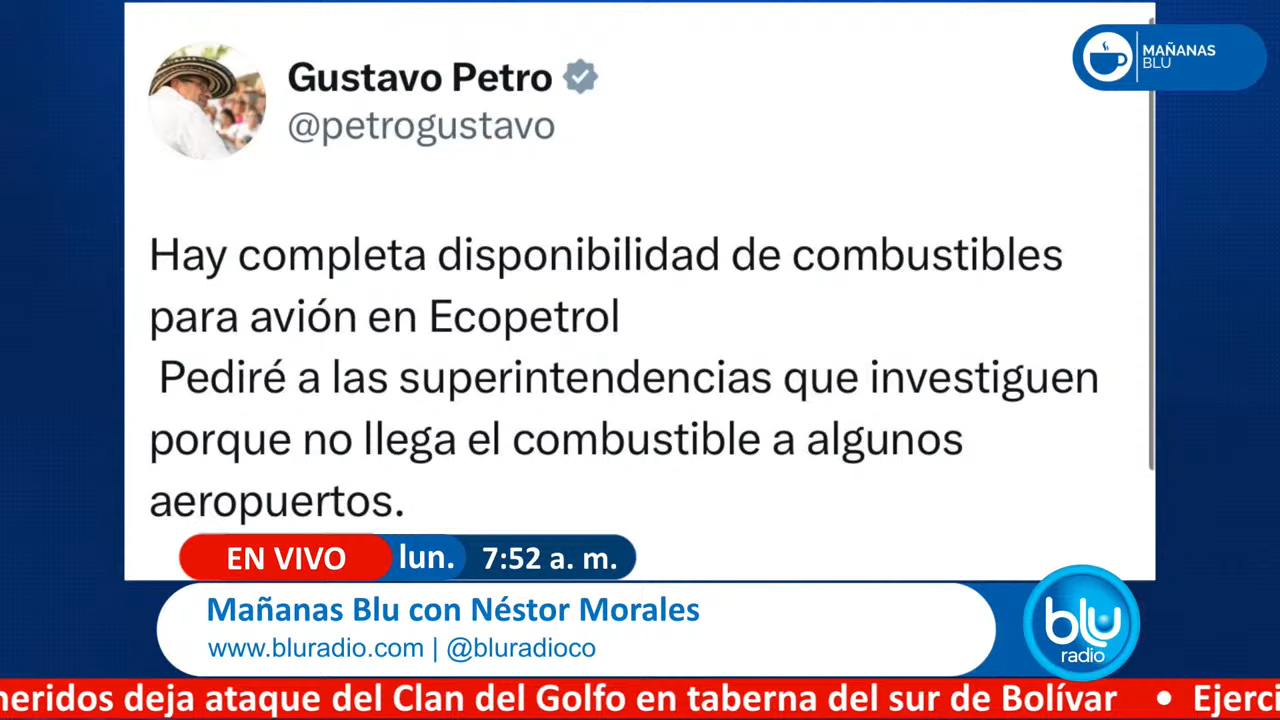 Gustavo Petro
@petrogustavo
MAÑANAS
BLU
Hay completa disponibilidad de combustibles
para avión en Ecopetrol
Pediré a las superintendencias que investiguen
porque no llega el combustible a algunos
aeropuertos.
EN VIVO lun. 7:52 a. m.
Mañanas Blu con Néstor Morales
www.bluradio.com | @bluradioco
blu
radio
deja ataque del Clan del Golfo en taberna del sur de Bolívar •